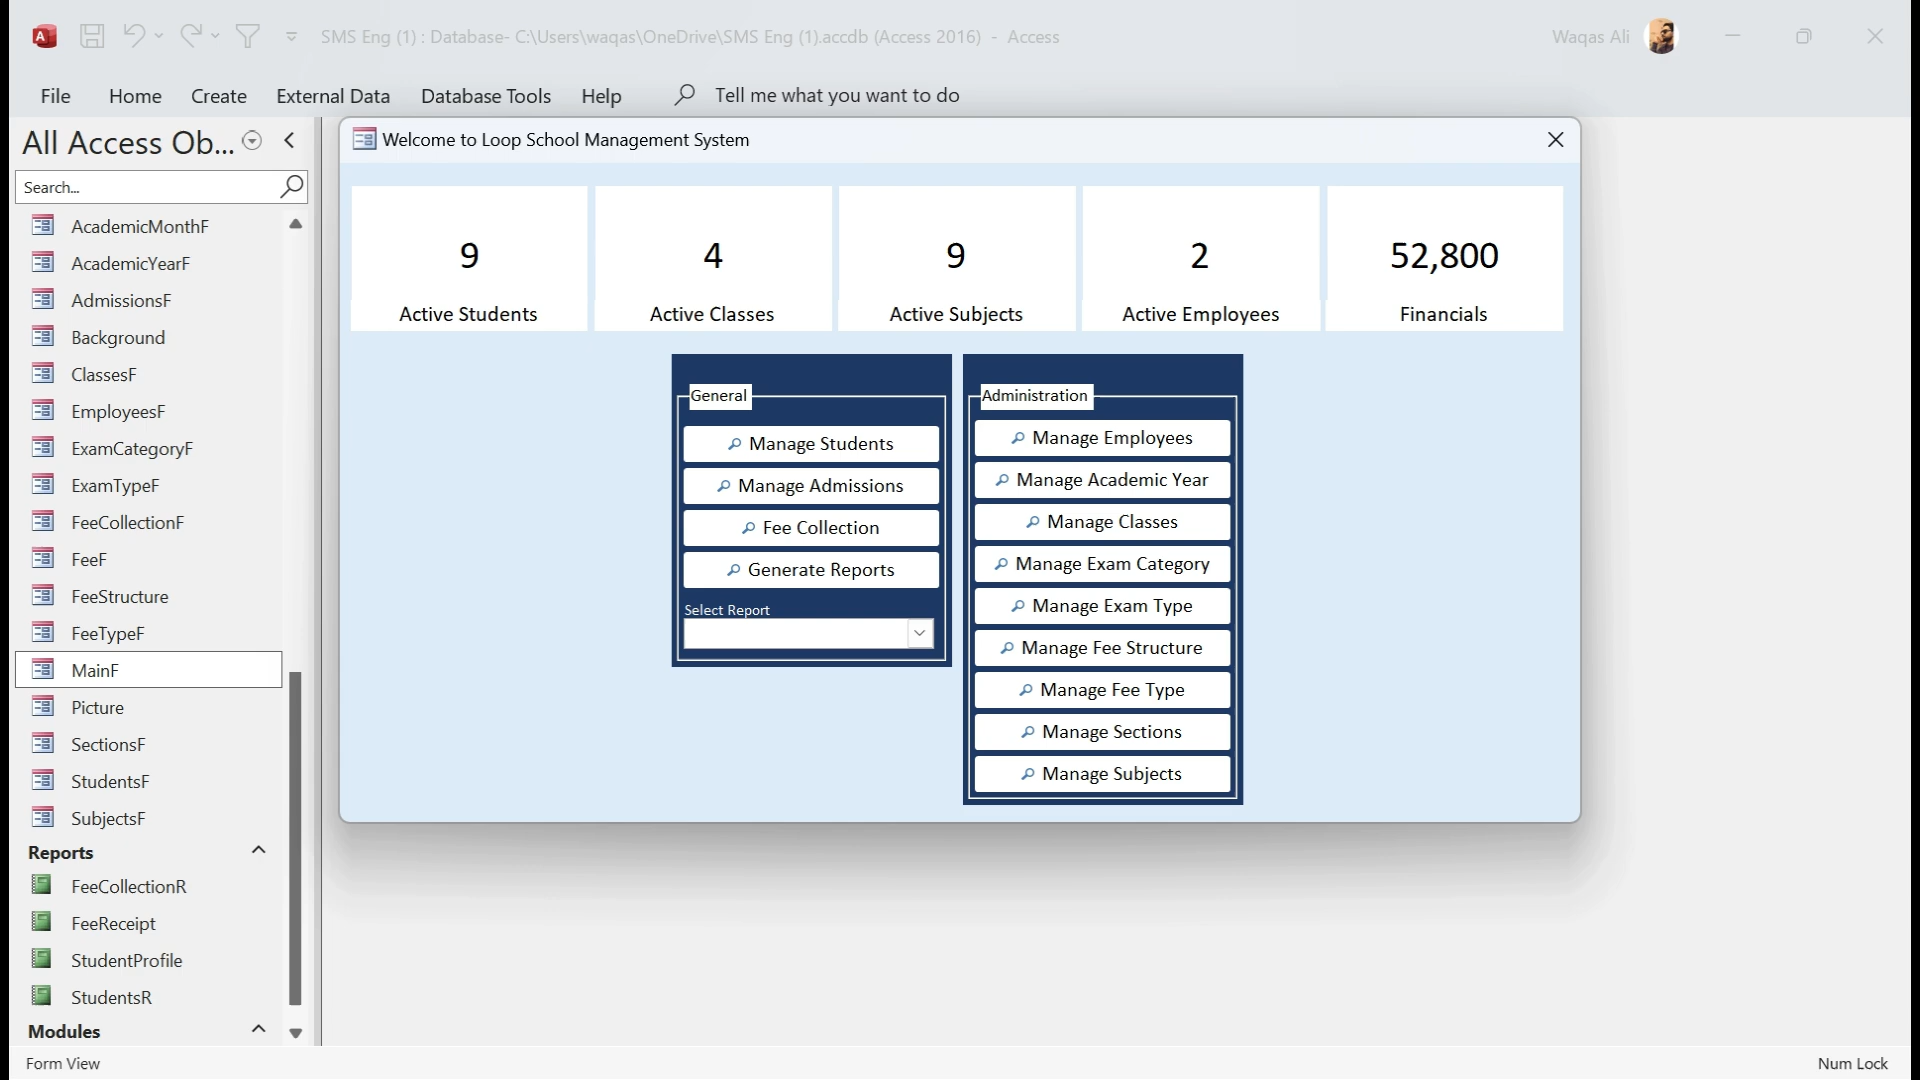 SMS Eng (1) : Database- C:\Users\waqas\OneDrive\SMS Eng (1).accdb (Access 2016) - Access
Waqas Ali
File Home Create External Data Database Tools Help Tell me what you want to do
All Access Ob...
Search...
AcademicMonthF
AcademicYearF
AdmissionsF
Background
ClassesF
EmployeesF
ExamCategoryF
ExamTypeF
FeeCollectionF
FeeF
FeeStructure
FeeTypeF
MainF
Picture
SectionsF
StudentsF
SubjectsF
Reports
FeeCollectionR
FeeReceipt
StudentProfile
StudentsR
Modules
Welcome to Loop School Management System
9 4 9 2 52,800
Active Students Active Classes Active Subjects Active Employees Financials
General
Manage Students
Manage Admissions
Fee Collection
Generate Reports
Select Report
Administration
Manage Employees
Manage Academic Year
Manage Classes
Manage Exam Category
Manage Exam Type
Manage Fee Structure
Manage Fee Type
Manage Sections
Manage Subjects
Form View
Num Lock